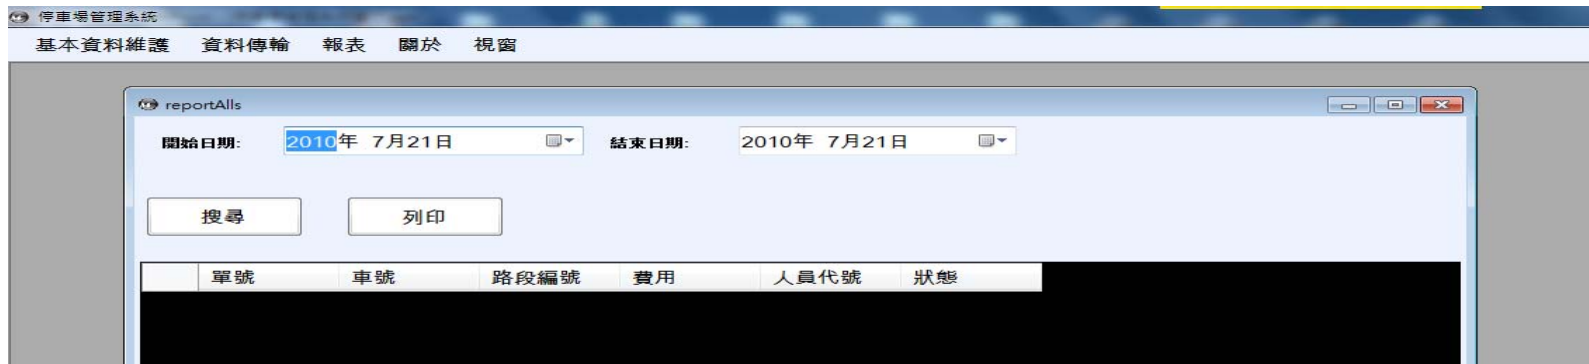 停車場管理系統
基本資料維護 資料傳輸 報表 關於 視窗
reportAlls
開始日期: 2010年 7月21日 結束日期: 2010年 7月21日
搜尋 列印
單號 車號 路段編號 費用 人員代號 狀態